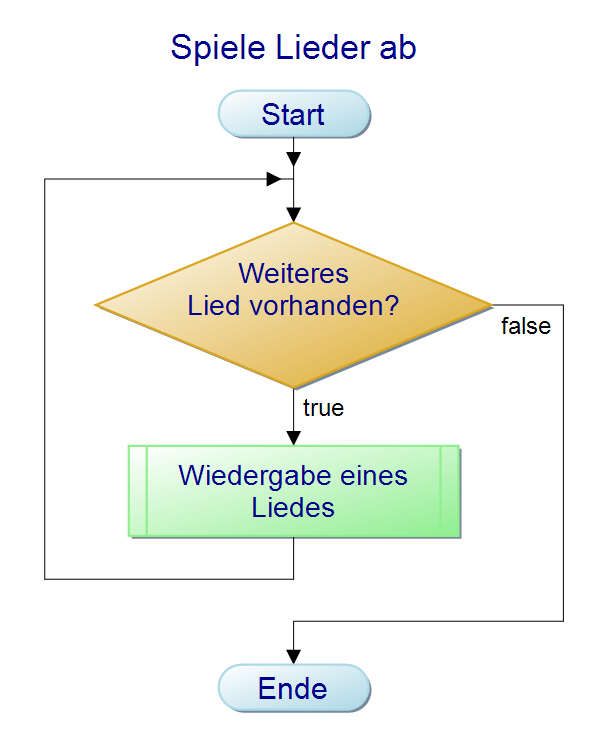 Spiele Lieder ab
Start
Weiteres
Lied vorhanden?
false
true
Wiedergabe eines
Liedes
Ende